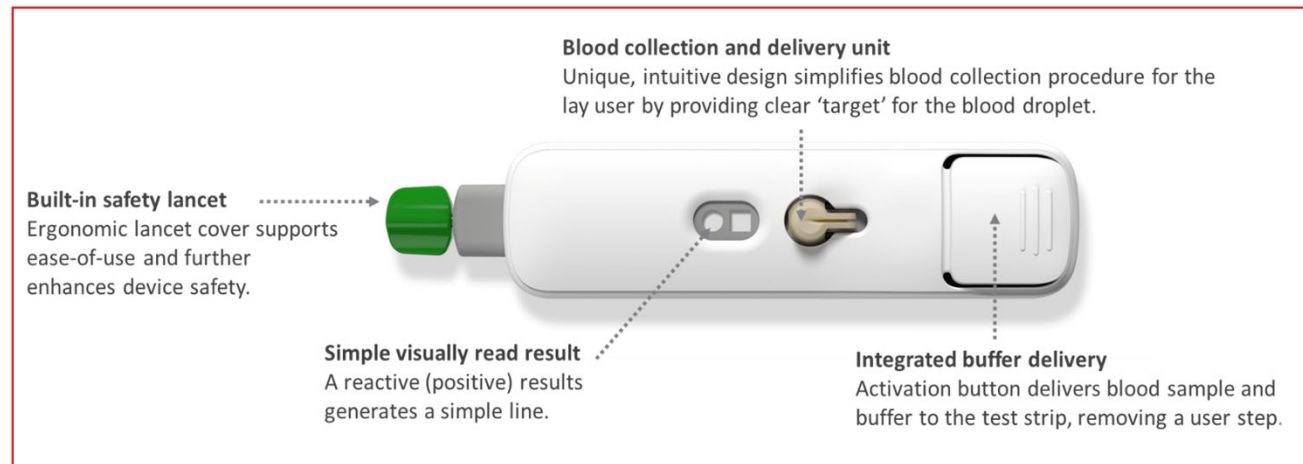 Blood collection and delivery unit
Unique, intuitive design simplifies blood collection procedure for the
lay user by providing clear ‘target’ for the blood droplet.
Built-in safety lancet
Ergonomic lancet cover supports
ease-of-use and further
enhances device safety.
Simple visually read result
A reactive (positive) results
generates a simple line.
Integrated buffer delivery
Activation button delivers blood sample and
buffer to the test strip, removing a user step.